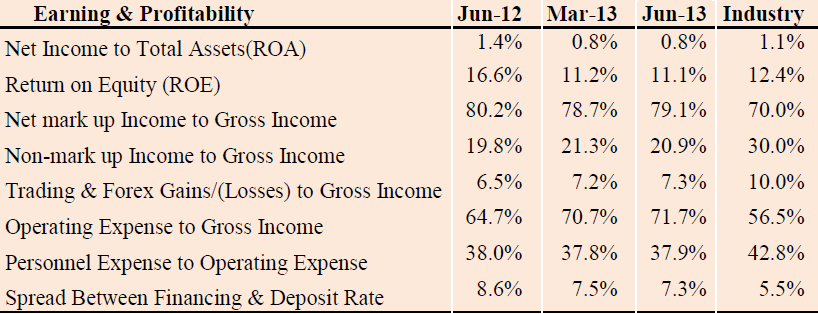 Earning & Profitability Jun-12 Mar-13 Jun-13 Industry
Net Income to Total Assets(ROA) 1.4% 0.8% 0.8% 1.1%
Return on Equity (ROE) 16.6% 11.2% 11.1% 12.4%
Net mark up Income to Gross Income 80.2% 78.7% 79.1% 70.0%
Non-mark up Income to Gross Income 19.8% 21.3% 20.9% 30.0%
Trading & Forex Gains/(Losses) to Gross Income 6.5% 7.2% 7.3% 10.0%
Operating Expense to Gross Income 64.7% 70.7% 71.7% 56.5%
Personnel Expense to Operating Expense 38.0% 37.8% 37.9% 42.8%
Spread Between Financing & Deposit Rate 8.6% 7.5% 7.3% 5.5%